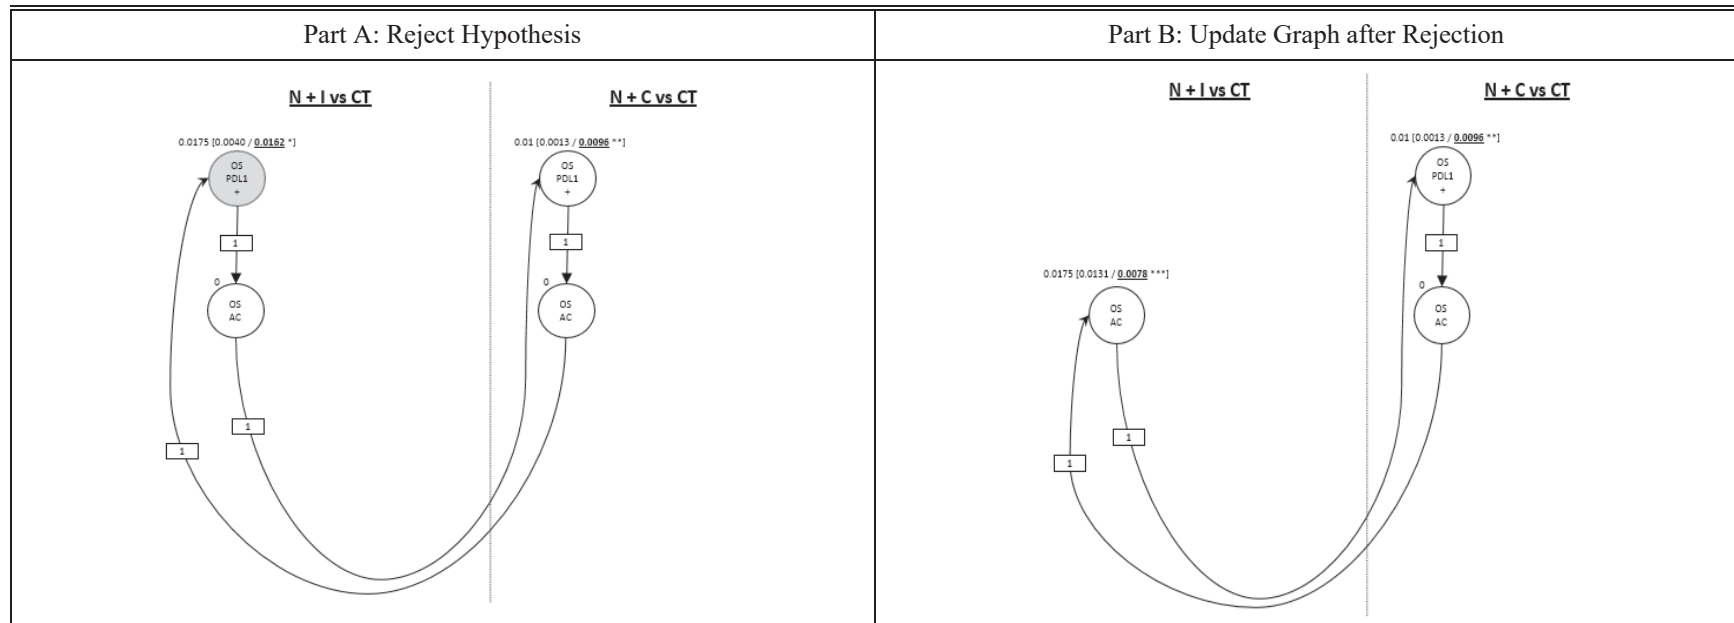 Part A: Reject Hypothesis
Part B: Update Graph after Rejection
N + I vs CT
N + C vs CT
0.0175 [0.0040 / 0.0162 *]
0.01 [0.0013 / 0.0096 **]
OS
PDL1
+
OS
PDL1
+
1
1
0
0
OS
AC
OS
AC
1
1
N + I vs CT
N + C vs CT
0.01 [0.0013 / 0.0096 **]
OS
PDL1
+
1
0.0175 [0.0131 / 0.0078 ***]
0
OS
AC
OS
AC
1
1